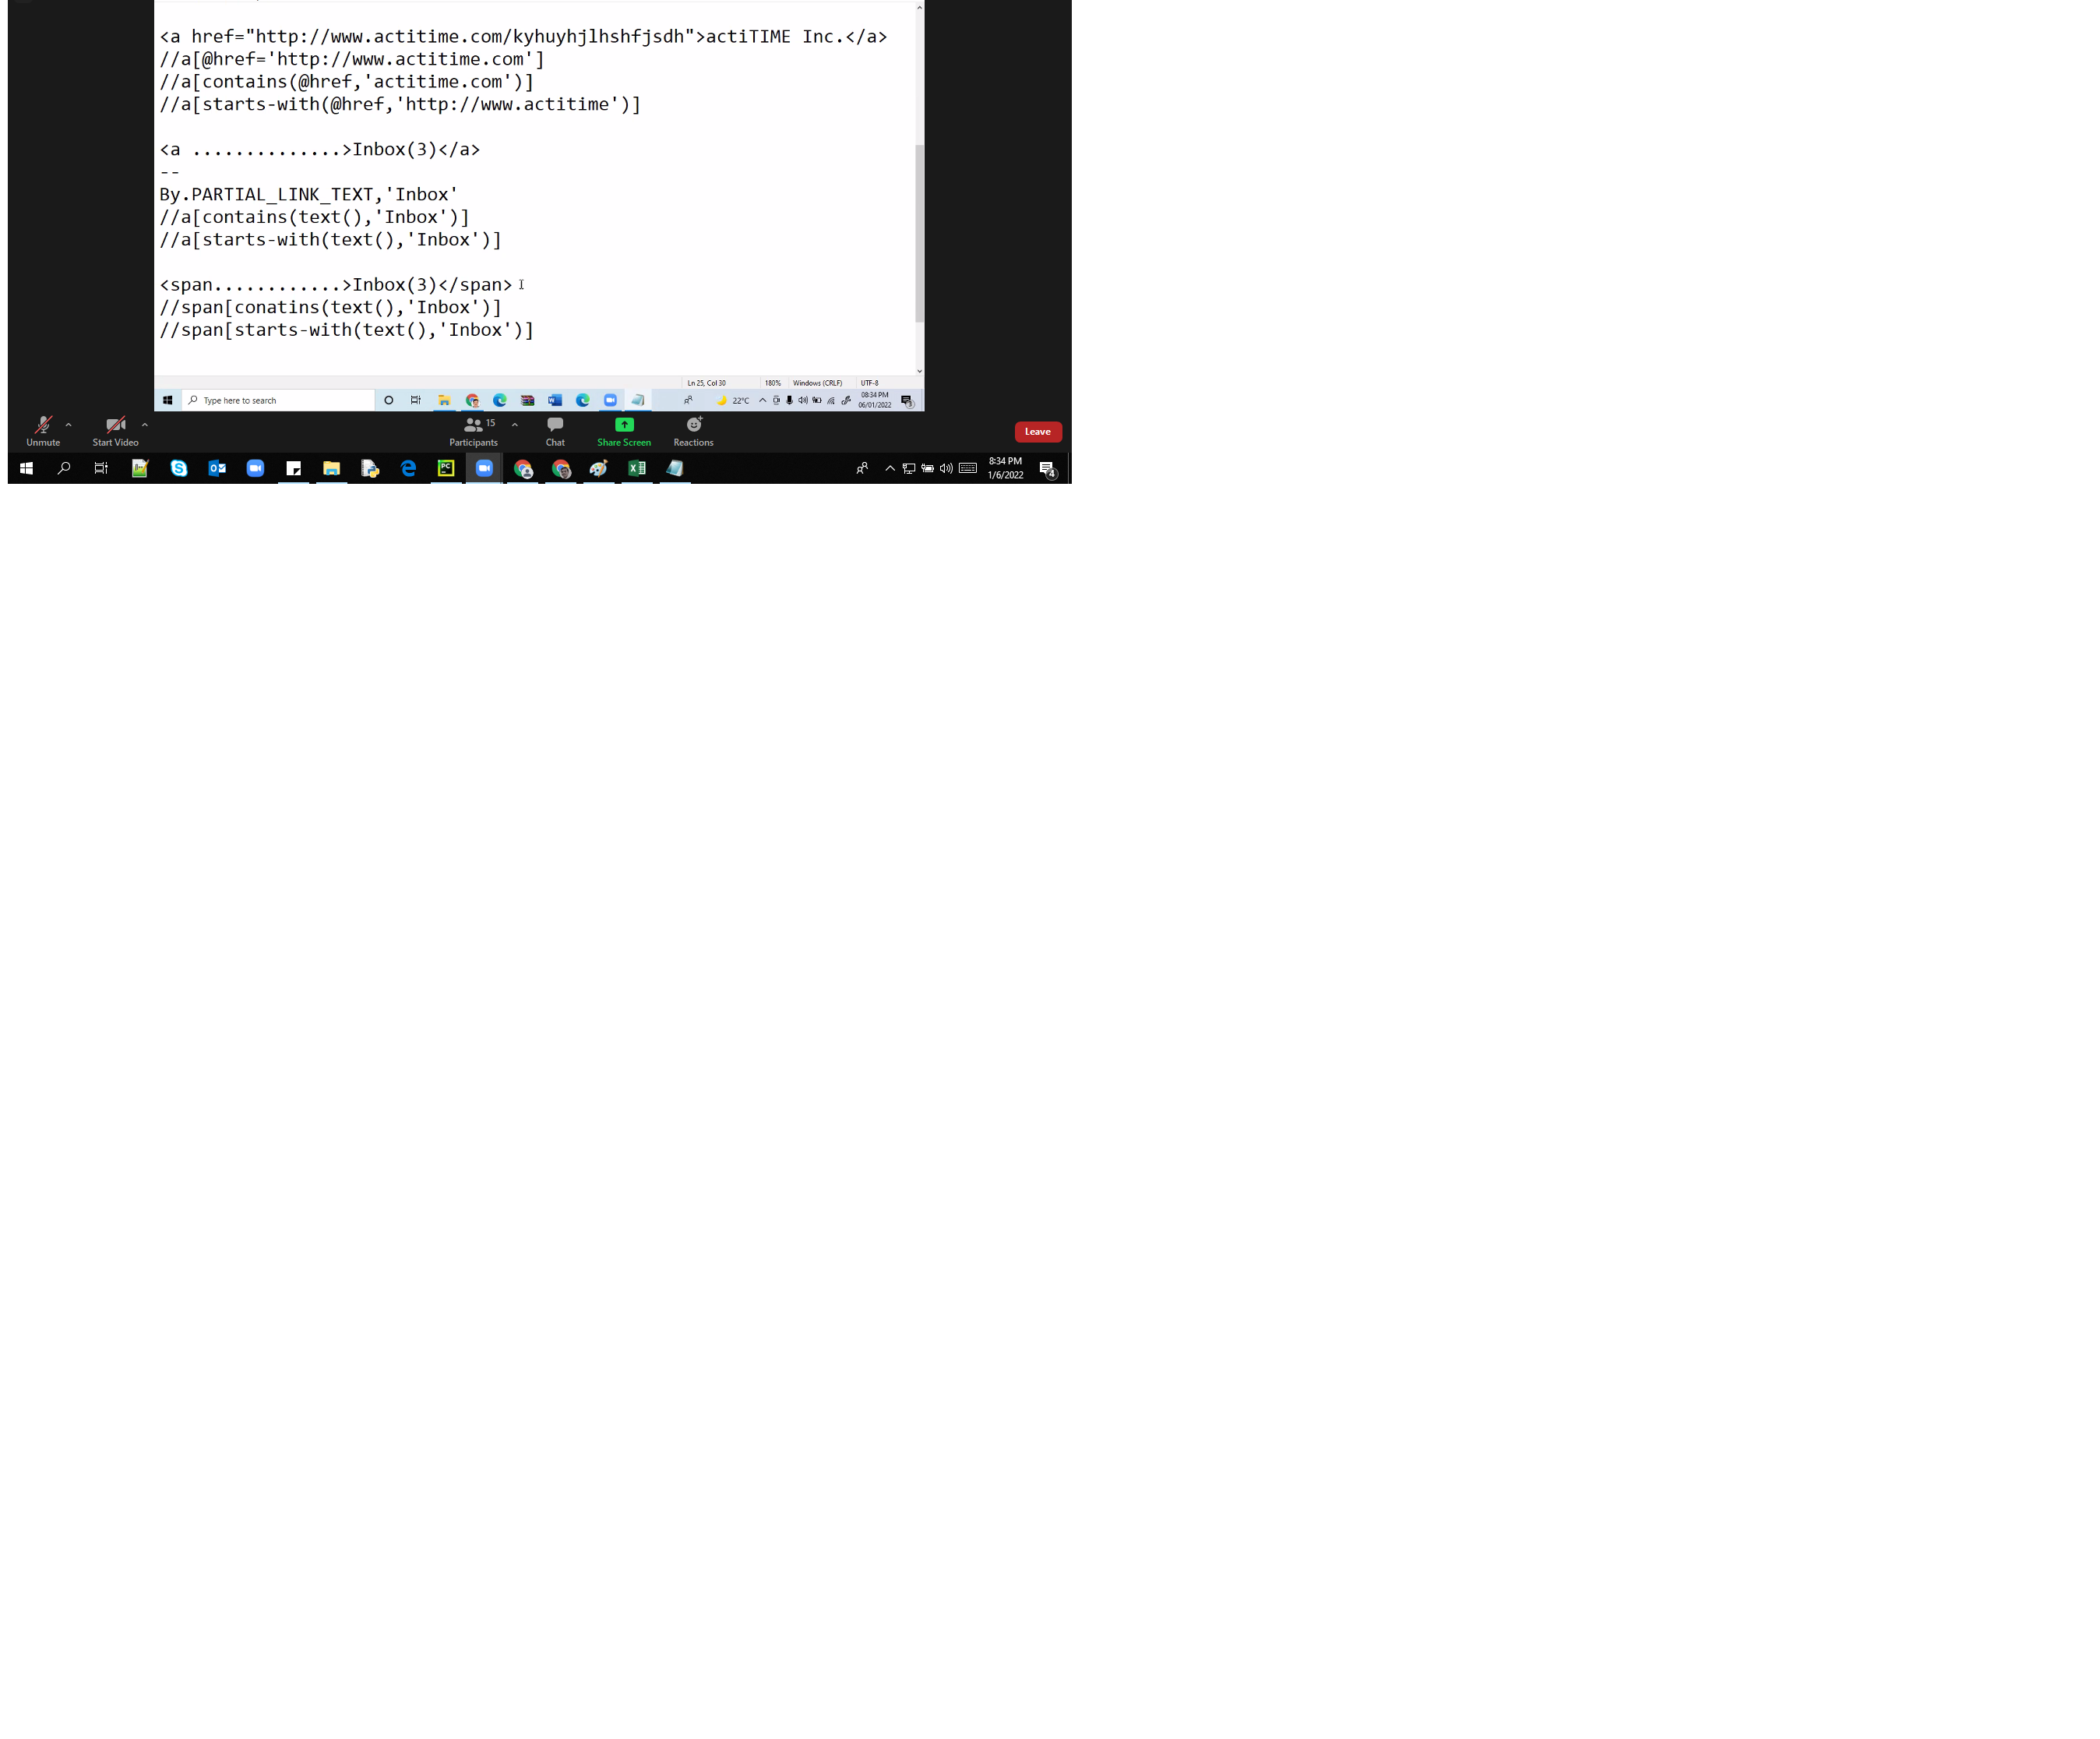 <a href="http://www.actitime.com/kyhuyhjlhshfjsdh">actiTIME Inc.</a>
//a[@href='http://www.actitime.com']
//a[contains(@href,'actitime.com')]
//a[starts-with(@href,'http://www.actitime')]
<a ..............>Inbox(3)</a>
--
By.PARTIAL_LINK_TEXT,'Inbox'
//a[contains(text(),'Inbox')]
//a[starts-with(text(),'Inbox')]
<span............>Inbox(3)</span>
//span[conatins(text(),'Inbox')]
//span[starts-with(text(),'Inbox')]
Ln 25, Col 30 180% Windows (CRLF) UTF-8
Type here to search 22°C 08:34 PM
06/01/2022
15
Unmute Start Video Participants Chat Share Screen Reactions Leave
8:34 PM
1/6/2022
4